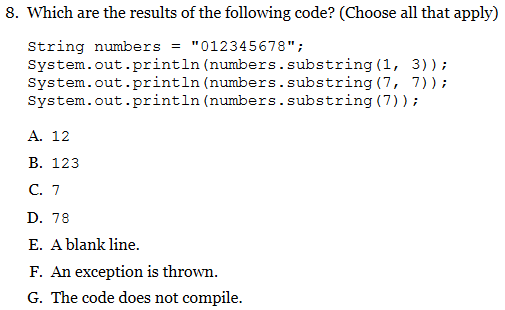 8. Which are the results of the following code? (Choose all that apply)
String numbers = "012345678";
System.out.println(numbers.substring(1, 3));
System.out.println(numbers.substring(7, 7));
System.out.println(numbers.substring(7));
A. 12
B. 123
C. 7
D. 78
E. A blank line.
F. An exception is thrown.
G. The code does not compile.